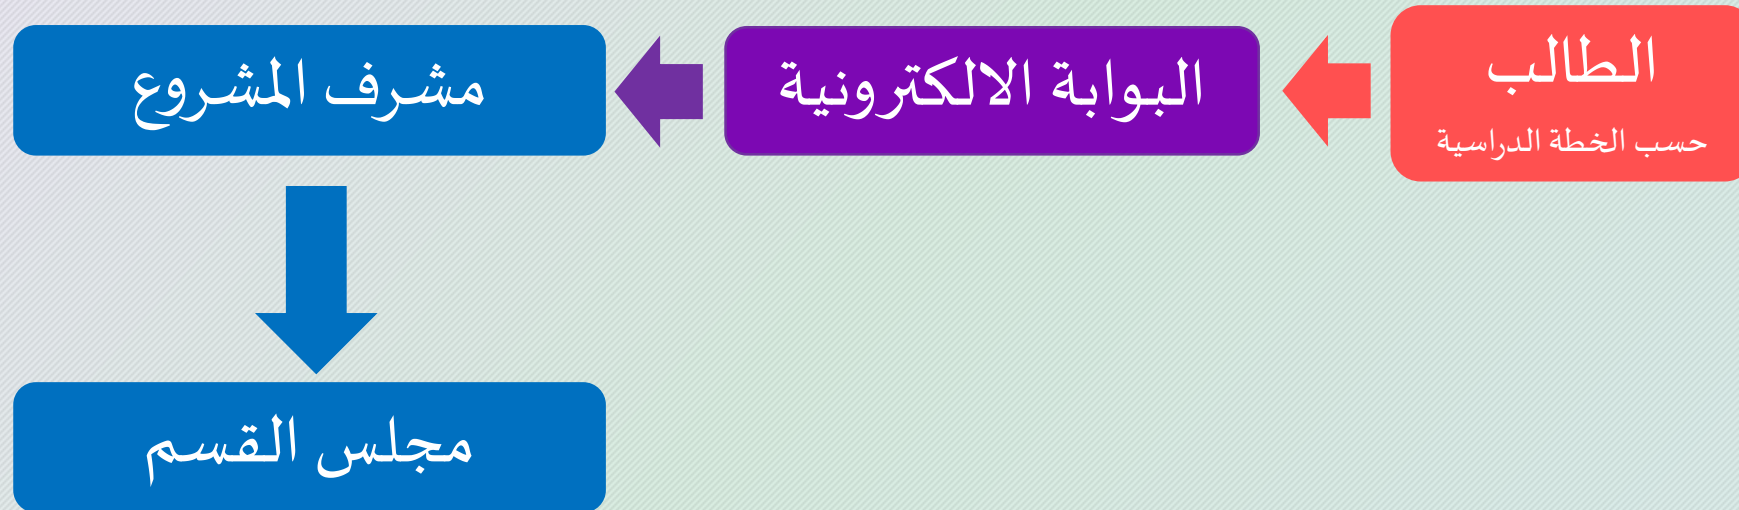 الطالب
حسب الخطة الدراسية
البوابة الالكترونية
مشرف المشروع
مجلس القسم